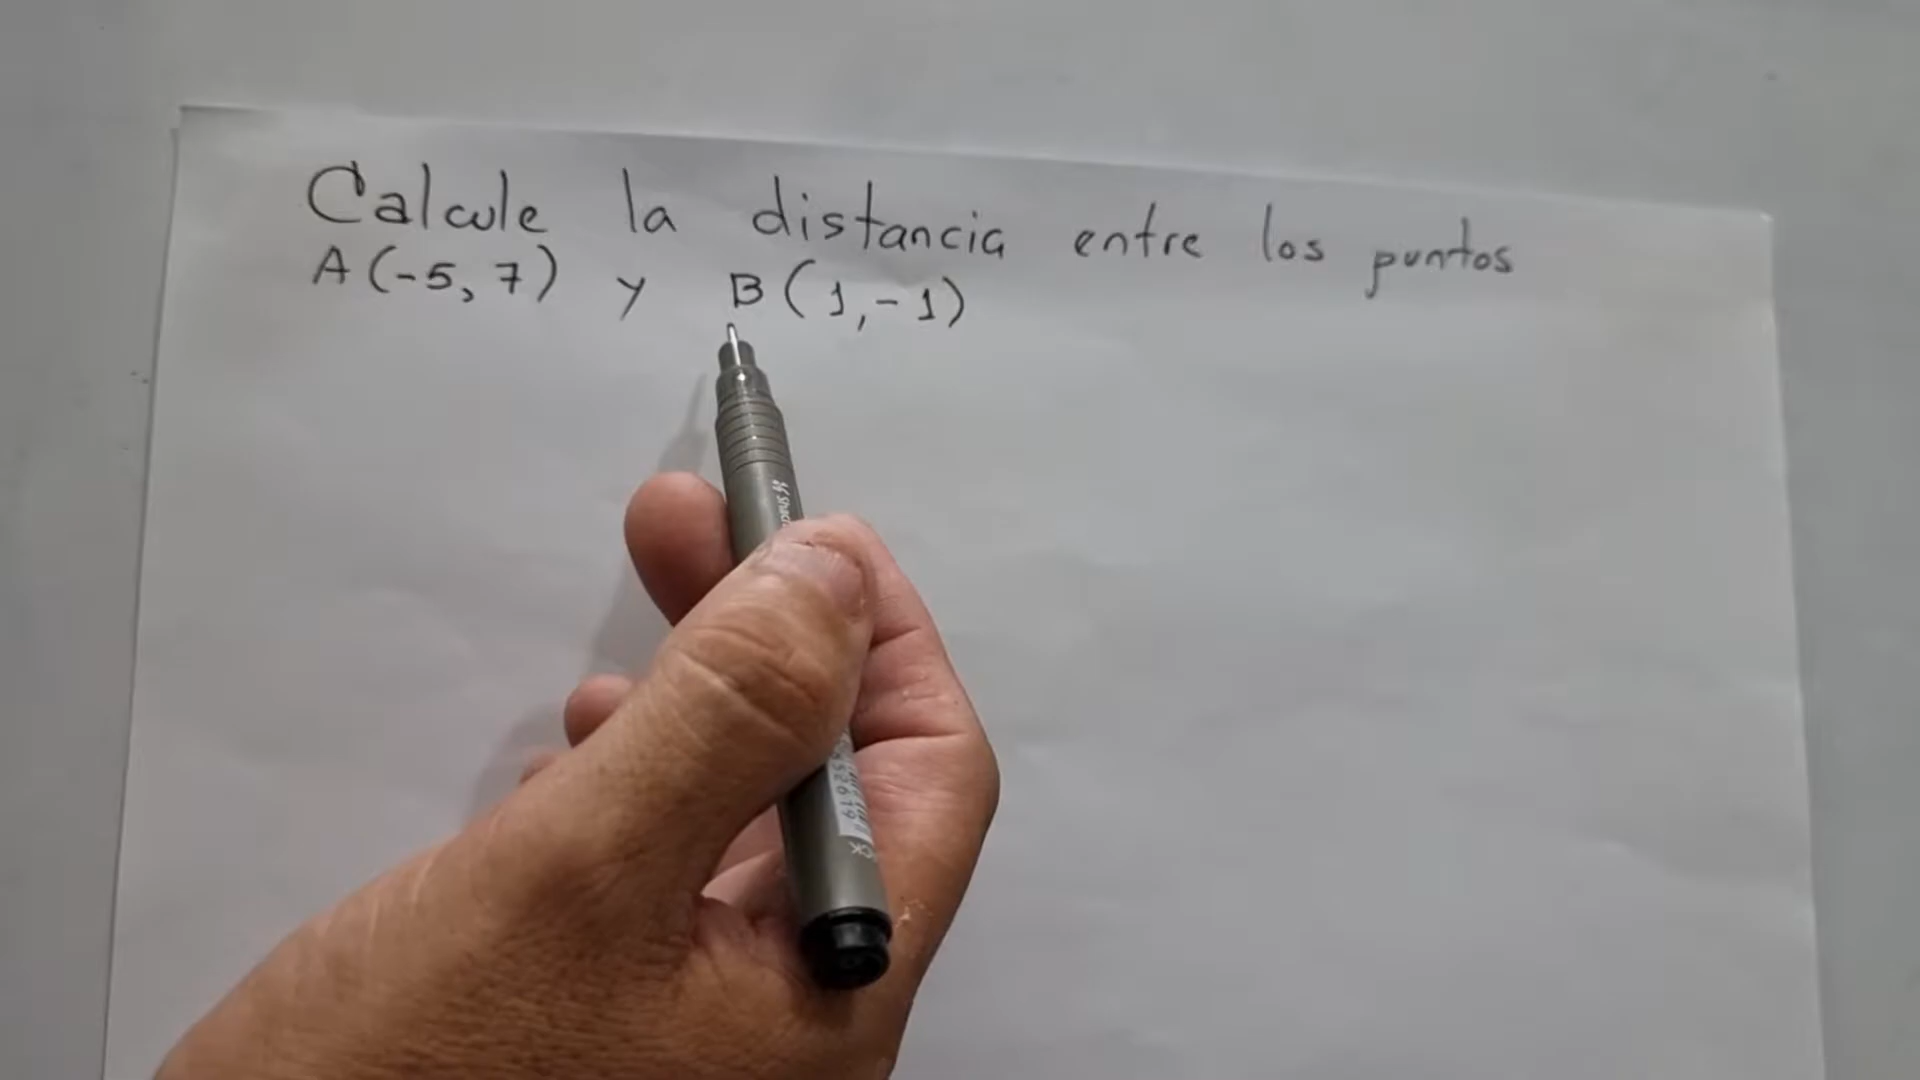 Calcule la distancia entre los puntos
A(-5, 7) y B(1, -1)